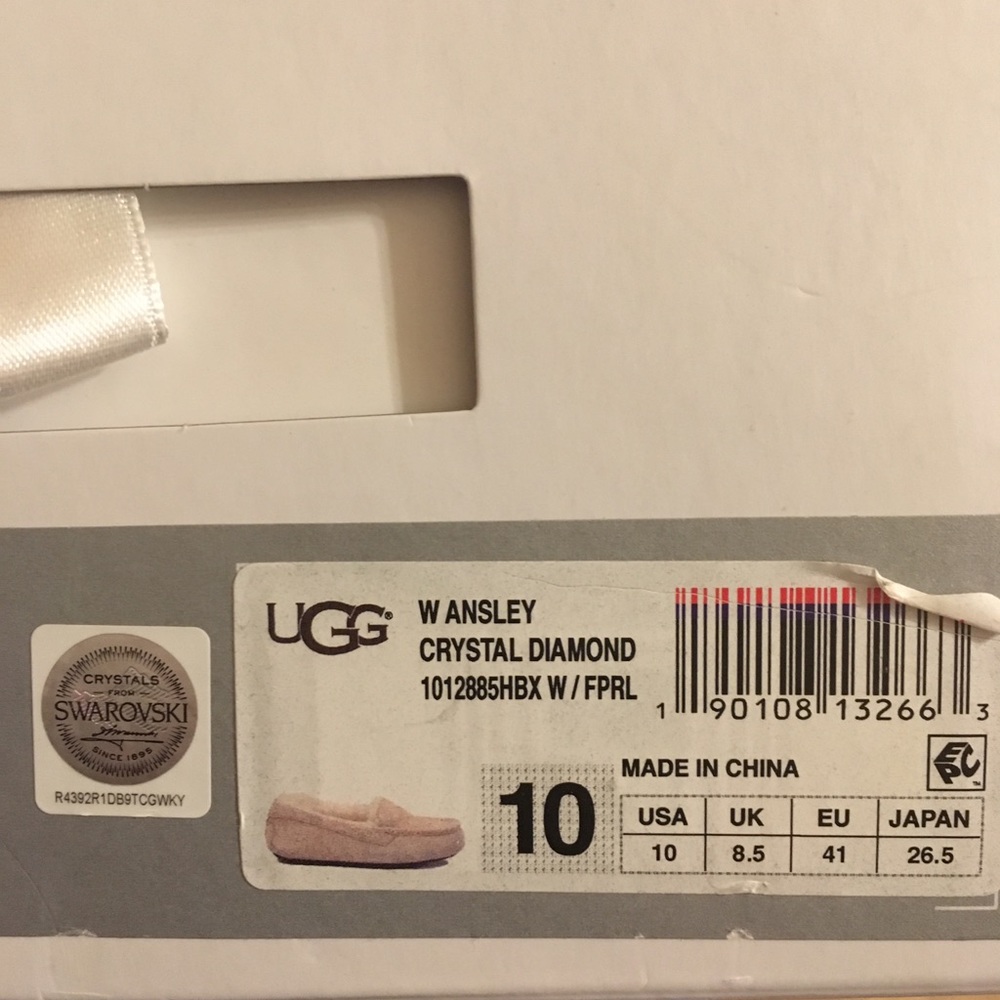 CRYSTALS
FROM
SWAROVSKI
SINCE 1895
R4392R1DB9TCGWKY
UGG®
W ANSLEY
CRYSTAL DIAMOND
1012885HBX W / FPRL
1 90108 13266 3
EPC™
MADE IN CHINA
10
USA UK EU JAPAN
10 8.5 41 26.5